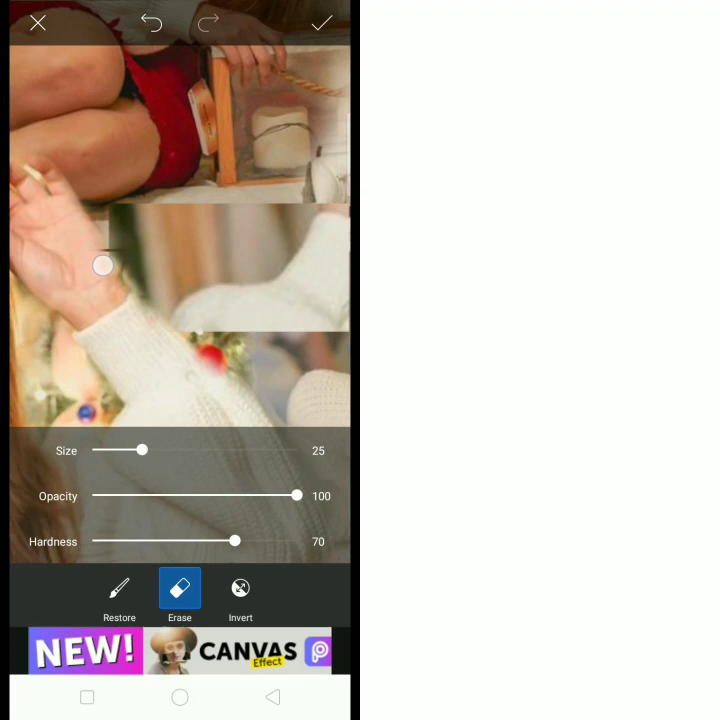 Size 25
Opacity 100
Hardness 70
Restore Erase Invert
NEW! CANVAS
Effect